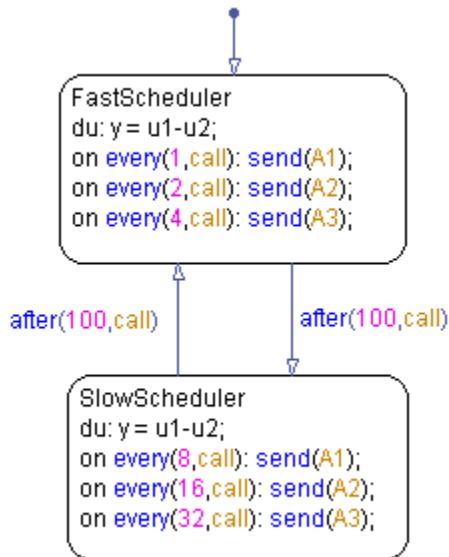 FastScheduler
du: y = u1-u2;
on every(1,call): send(A1);
on every(2,call): send(A2);
on every(4,call): send(A3);
after(100,call)
after(100,call)
SlowScheduler
du: y = u1-u2;
on every(8,call): send(A1);
on every(16,call): send(A2);
on every(32,call): send(A3);